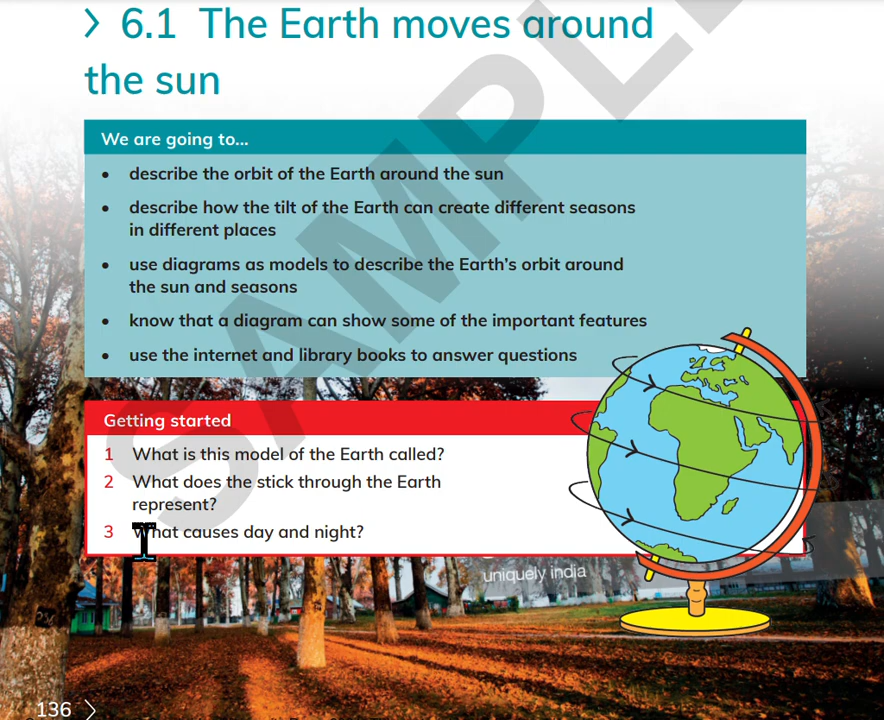 > 6.1 The Earth moves around
the sun
We are going to...
• describe the orbit of the Earth around the sun
• describe how the tilt of the Earth can create different seasons
in different places
• use diagrams as models to describe the Earth's orbit around
the sun and seasons
• know that a diagram can show some of the important features
• use the internet and library books to answer questions
Getting started
1 What is this model of the Earth called?
2 What does the stick through the Earth
represent?
3 What causes day and night?
uniquely india
136 >
SAMPLE